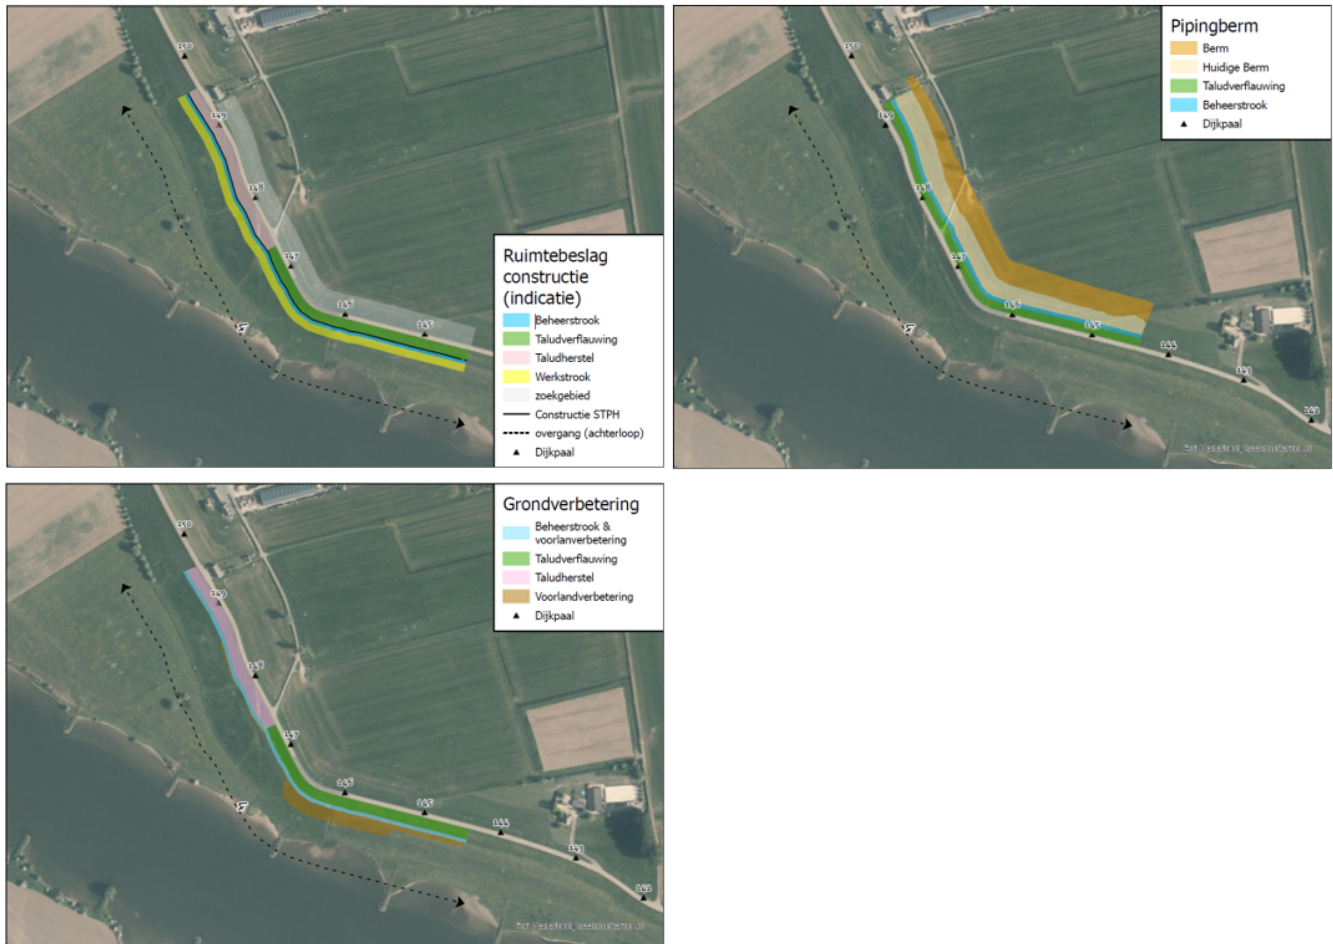 150
149
148
147
146
145
Ruimtebeslag
constructie
(indicatie)
Beheerstrook
Taludverflauwing
Taludherstel
Werkstrook
zoekgebied
Constructie STPH
overgang (achterloop)
Dijkpaal
150
149
148
147
146
145
144
143
142
Pipingberm
Berm
Huidige Berm
Taludverflauwing
Beheerstrook
Dijkpaal
150
149
148
147
146
145
144
143
142
Grondverbetering
Beheerstrook &
voorlanverbetering
Taludverflauwing
Taludherstel
Voorlandverbetering
Dijkpaal